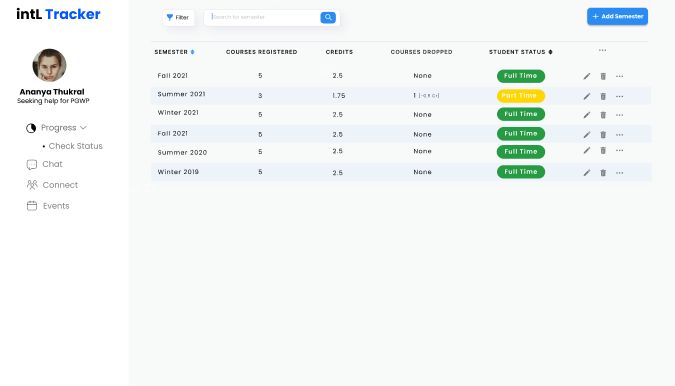 intL Tracker
Filter
Search for semester
+ Add Semester
Ananya Thukral
Seeking help for PGWP
Progress
• Check Status
Chat
Connect
Events
SEMESTER COURSES REGISTERED CREDITS COURSES DROPPED STUDENT STATUS ...
Fall 2021 5 2.5 None Full Time ...
Summer 2021 3 1.75 1 (-0.5 Cr) Part Time ...
Winter 2021 5 2.5 None Full Time ...
Fall 2021 5 2.5 None Full Time ...
Summer 2020 5 2.5 None Full Time ...
Winter 2019 5 2.5 None Full Time ...